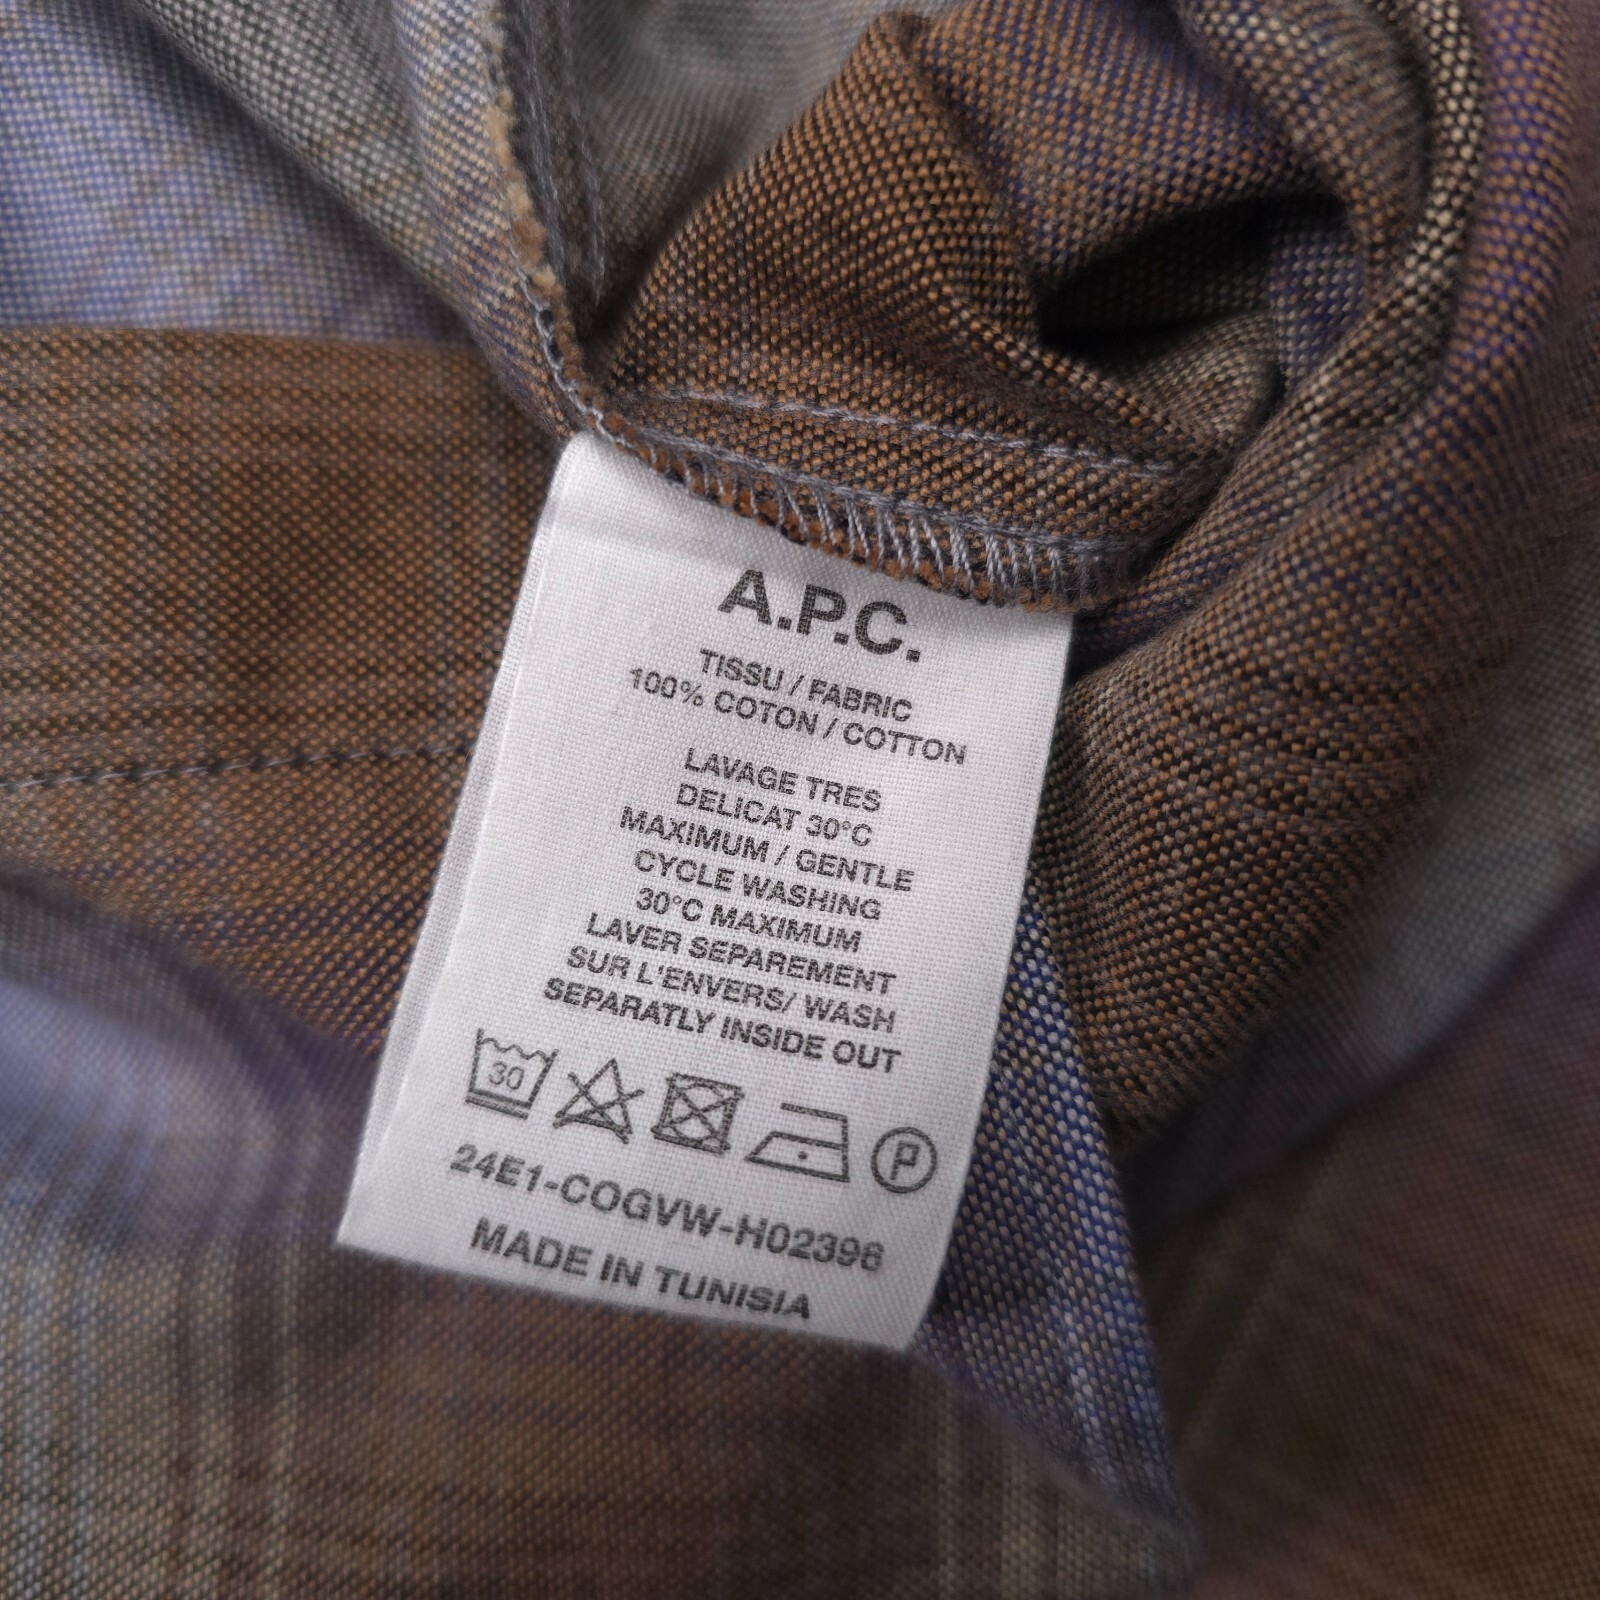 A.P.C.
TISSU / FABRIC
100% COTON / COTTON
LAVAGE TRES
DELICAT 30°C
MAXIMUM / GENTLE
CYCLE WASHING
30°C MAXIMUM
LAVER SEPAREMENT
SUR L'ENVERS/ WASH
SEPARATLY INSIDE OUT
30 P
24E1-COGVW-H02396
MADE IN TUNISIA